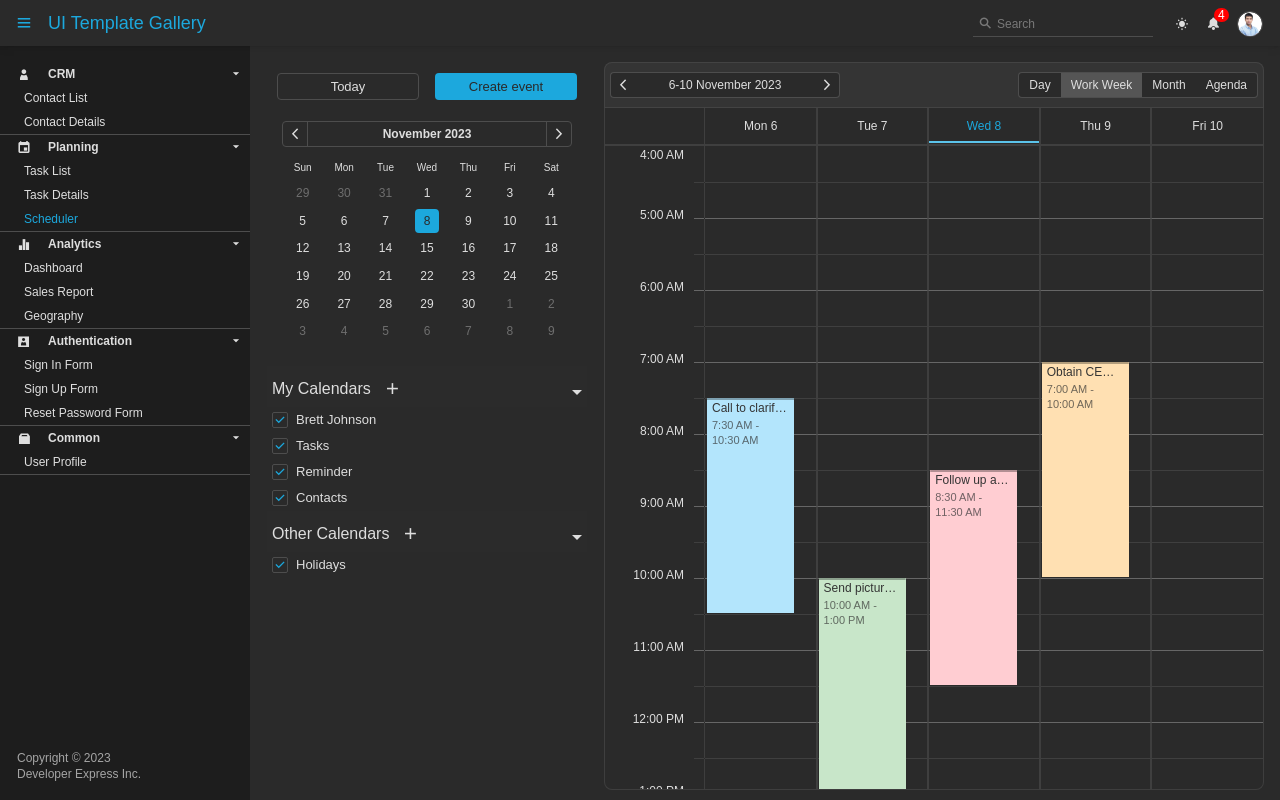 UI Template Gallery
Search
4
CRM
Contact List
Contact Details
Planning
Task List
Task Details
Scheduler
Analytics
Dashboard
Sales Report
Geography
Authentication
Sign In Form
Sign Up Form
Reset Password Form
Common
User Profile
Copyright © 2023
Developer Express Inc.
Today
Create event
November 2023
Sun Mon Tue Wed Thu Fri Sat
29 30 31 1 2 3 4
5 6 7 8 9 10 11
12 13 14 15 16 17 18
19 20 21 22 23 24 25
26 27 28 29 30 1 2
3 4 5 6 7 8 9
My Calendars
Brett Johnson
Tasks
Reminder
Contacts
Other Calendars
Holidays
6-10 November 2023
Day Work Week Month Agenda
Mon 6 Tue 7 Wed 8 Thu 9 Fri 10
4:00 AM
5:00 AM
6:00 AM
7:00 AM
8:00 AM
9:00 AM
10:00 AM
11:00 AM
12:00 PM
1:00 PM
Call to clarif…
7:30 AM -
10:30 AM
Send pictur…
10:00 AM -
1:00 PM
Follow up a…
8:30 AM -
11:30 AM
Obtain CE…
7:00 AM -
10:00 AM